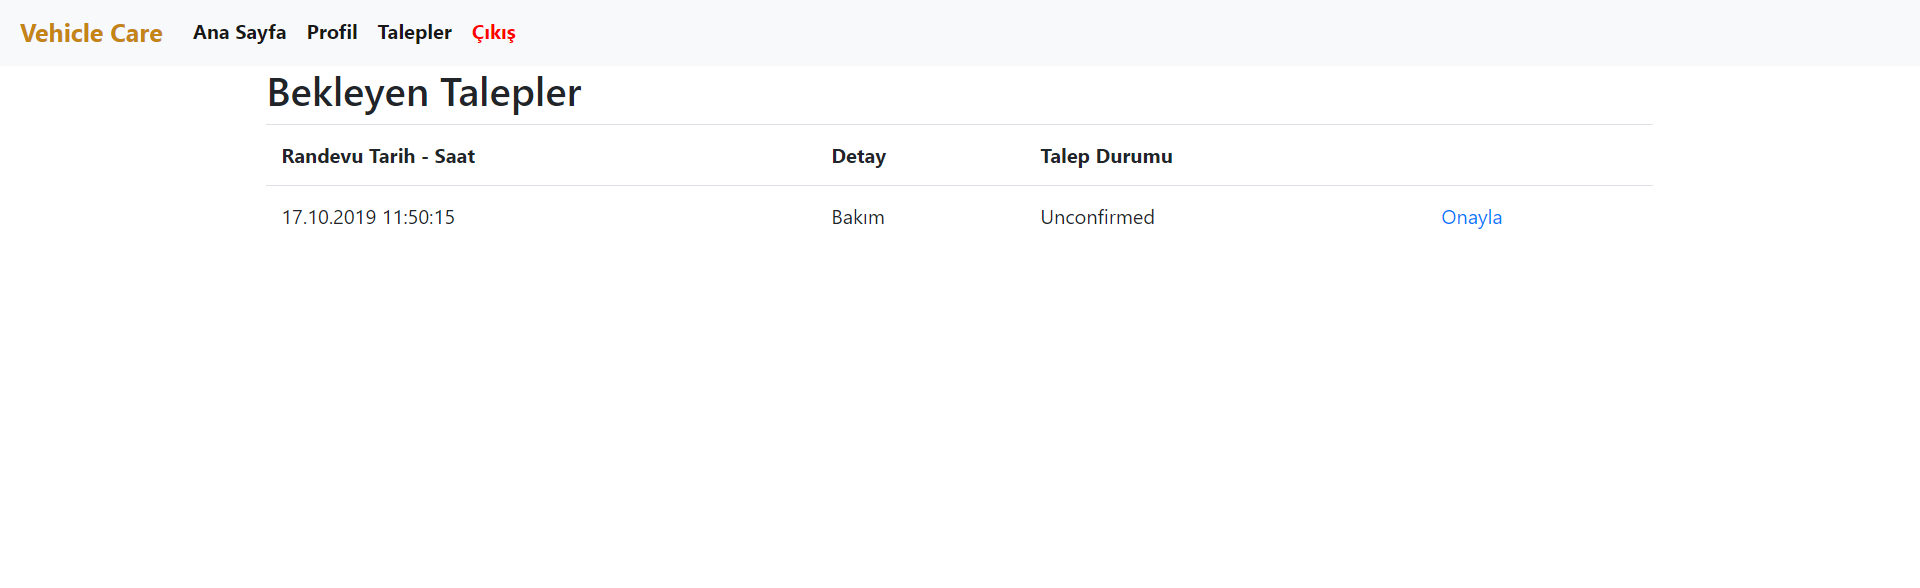 Vehicle Care Ana Sayfa Profil Talepler Çıkış
Bekleyen Talepler
Randevu Tarih - Saat Detay Talep Durumu
17.10.2019 11:50:15 Bakım Unconfirmed Onayla